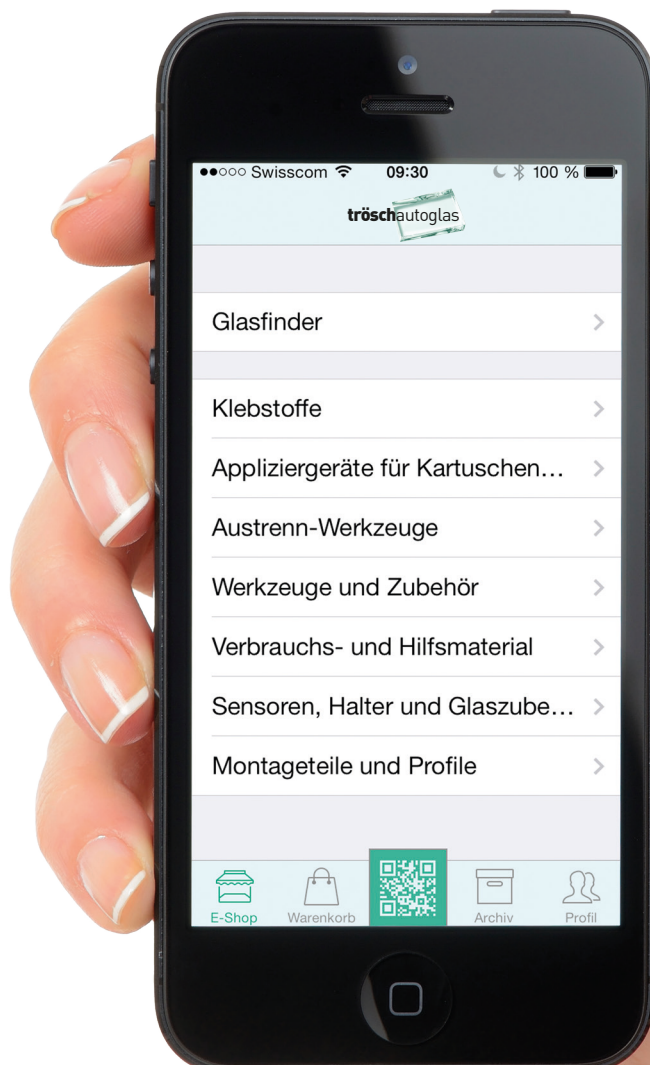 Swisscom 09:30 100 %
tröschautoglas
Glasfinder
Klebstoffe
Appliziergeräte für Kartuschen…
Austrenn-Werkzeuge
Werkzeuge und Zubehör
Verbrauchs- und Hilfsmaterial
Sensoren, Halter und Glaszube…
Montageteile und Profile
E-Shop Warenkorb Archiv Profil